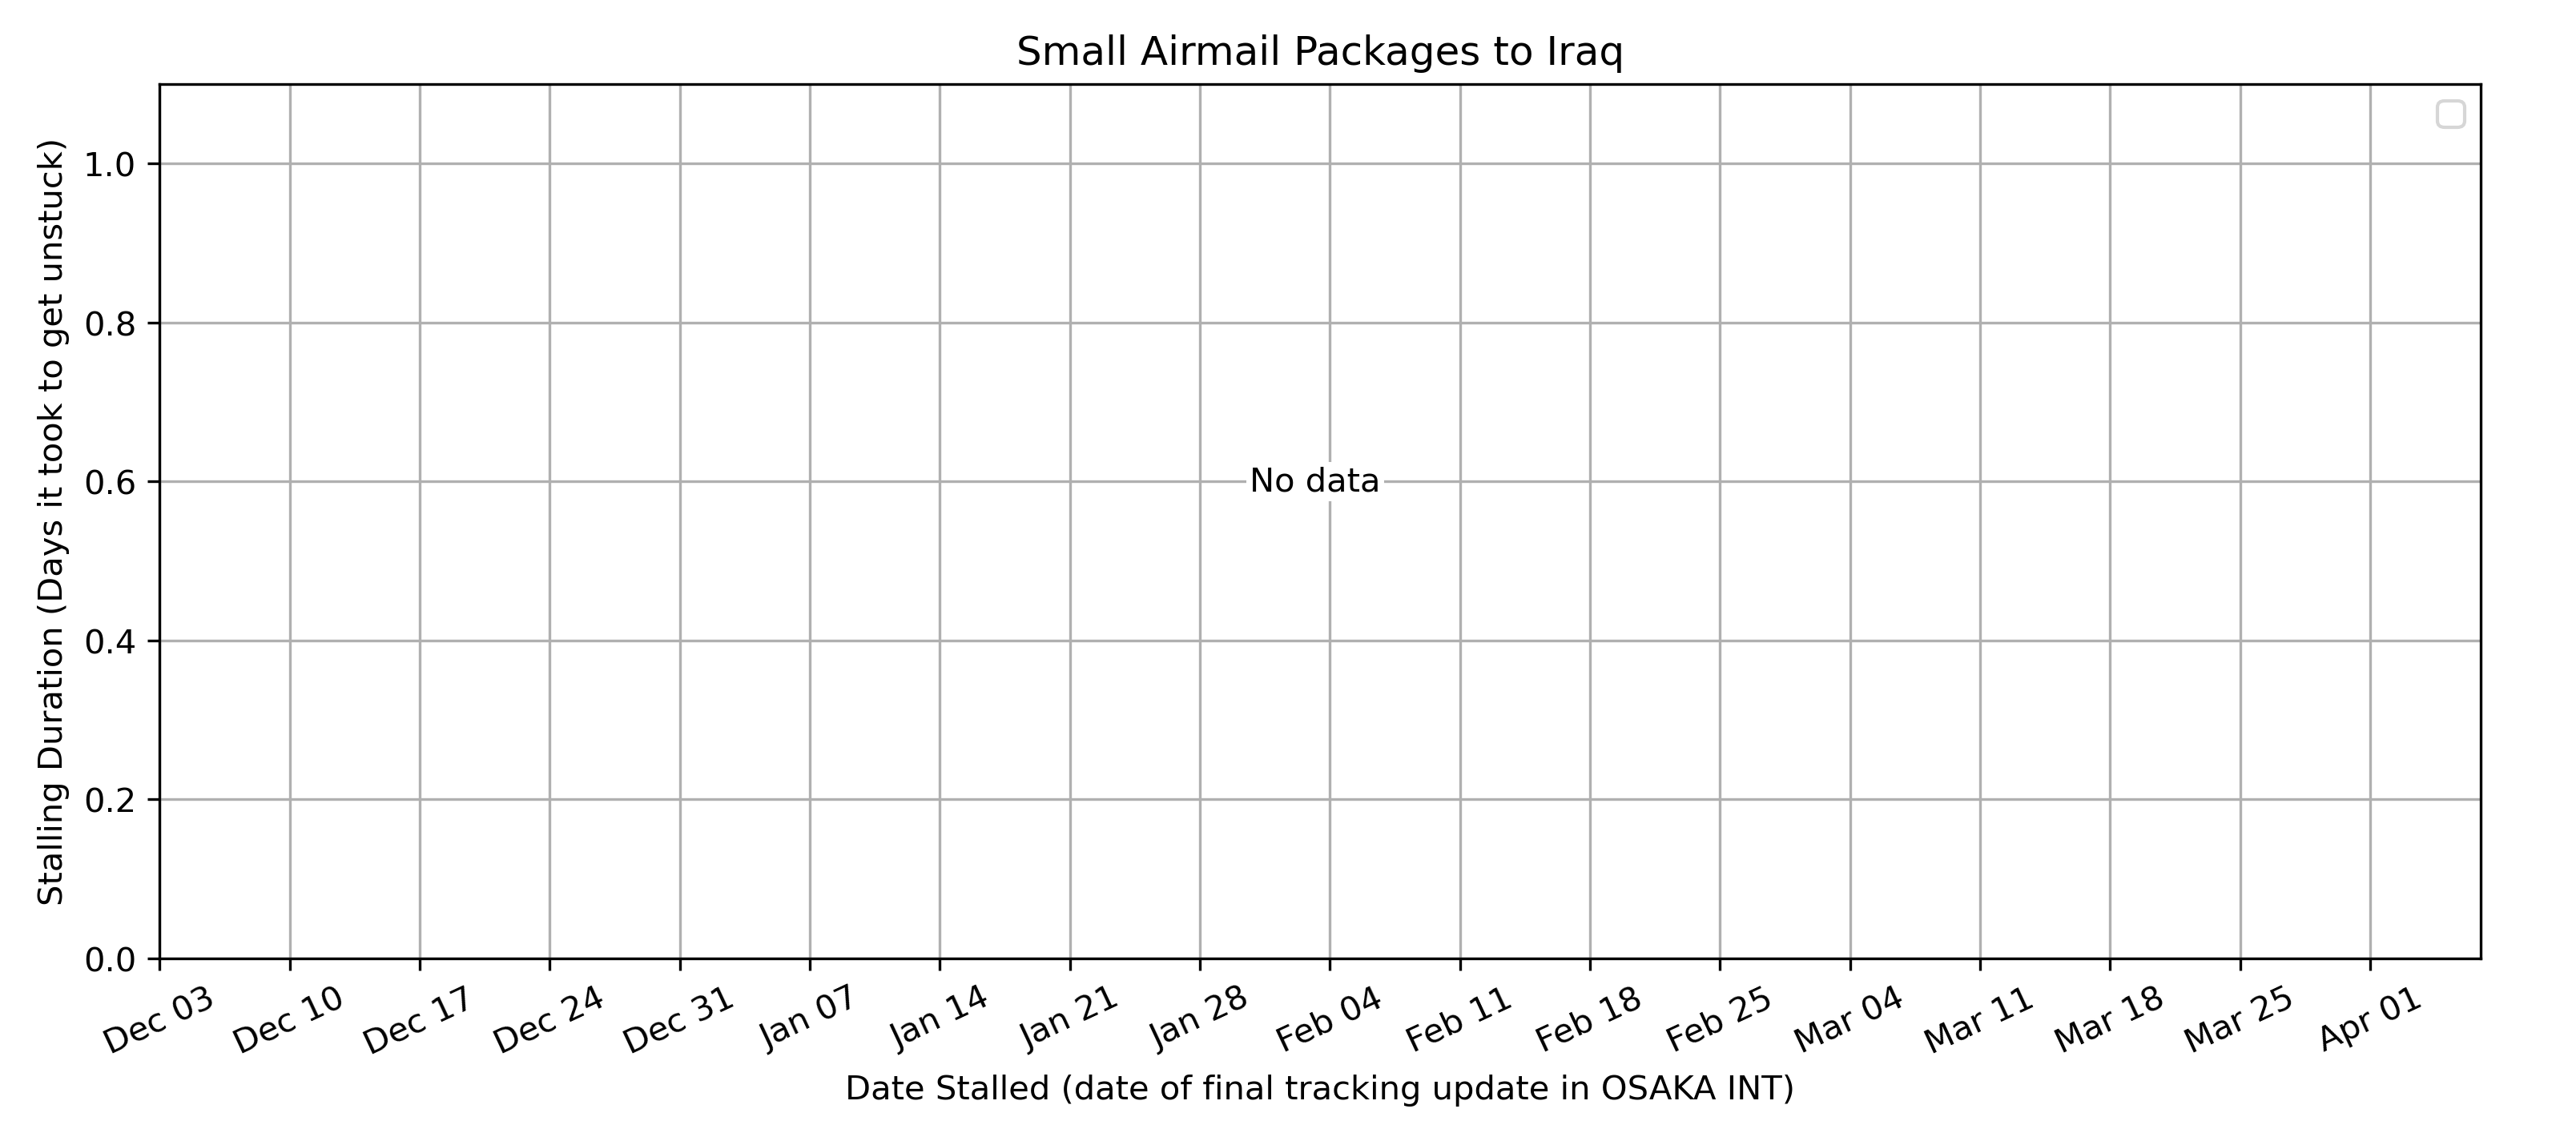 Small Airmail Packages to Iraq
Stalling Duration (Days it took to get unstuck)
1.0
0.8
0.6
0.4
0.2
0.0
No data
Dec 03
Dec 10
Dec 17
Dec 24
Dec 31
Jan 07
Jan 14
Jan 21
Jan 28
Feb 04
Feb 11
Feb 18
Feb 25
Mar 04
Mar 11
Mar 18
Mar 25
Apr 01
Date Stalled (date of final tracking update in OSAKA INT)